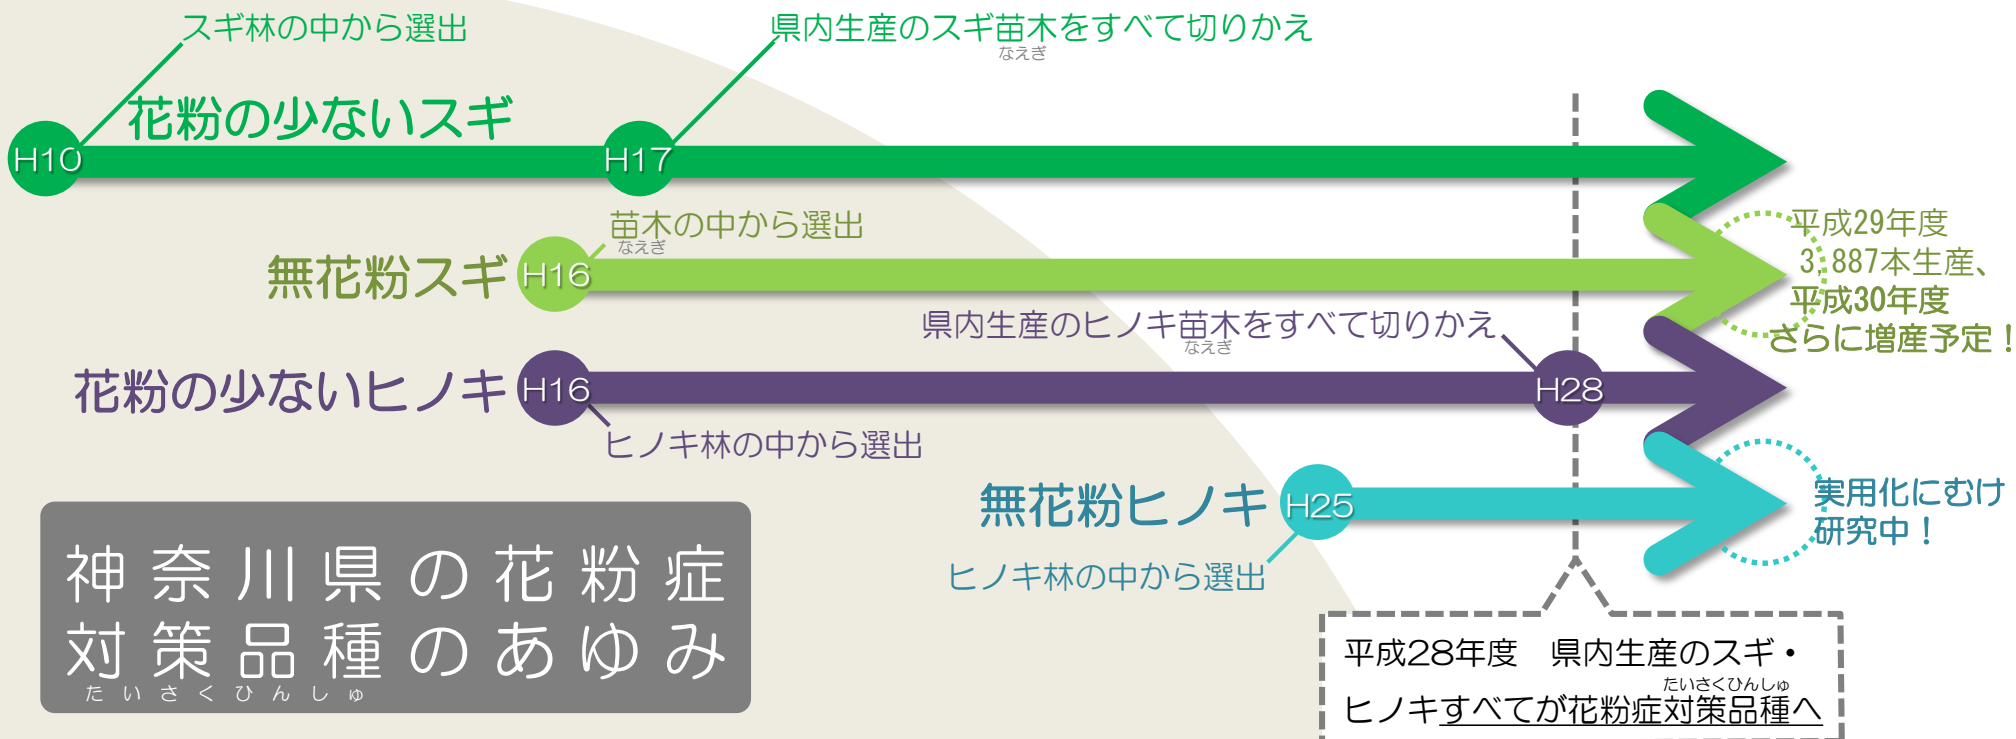 スギ林の中から選出
県内生産のスギ苗木をすべて切りかえ
なえぎ
花粉の少ないスギ
H10
H17
苗木の中から選出
なえぎ
無花粉スギ
H16
平成29年度
3,887本生産、
平成30年度
さらに増産予定！
県内生産のヒノキ苗木をすべて切りかえ
なえぎ
花粉の少ないヒノキ
H16
H28
ヒノキ林の中から選出
無花粉ヒノキ
H25
実用化にむけ
研究中！
ヒノキ林の中から選出
神奈川県の花粉症
対策品種のあゆみ
たいさくひんしゅ
平成28年度　県内生産のスギ・
たいさくひんしゅ
ヒノキすべてが花粉症対策品種へ